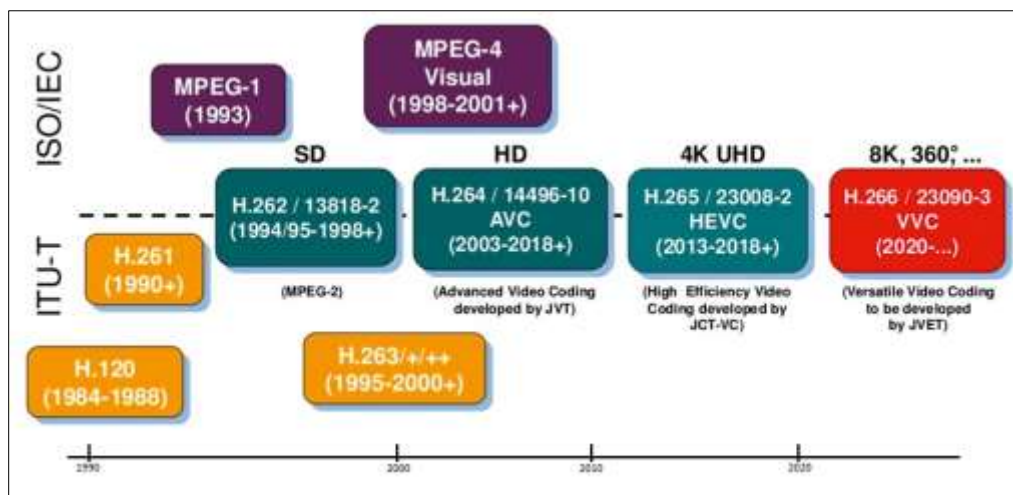 ISO/IEC
ITU-T
MPEG-1
(1993)
MPEG-4
Visual
(1998-2001+)
SD
H.262 / 13818-2
(1994/95-1998+)
(MPEG-2)
HD
H.264 / 14496-10
AVC
(2003-2018+)
(Advanced Video Coding
developed by JVT)
4K UHD
H.265 / 23008-2
HEVC
(2013-2018+)
(High Efficiency Video
Coding developed by
JCT-VC)
8K, 360°, ...
H.266 / 23090-3
VVC
(2020-...)
(Versatile Video Coding
to be developed
by JVET)
H.261
(1990+)
H.120
(1984-1988)
H.263/+/++
(1995-2000+)
1990
2000
2010
2020